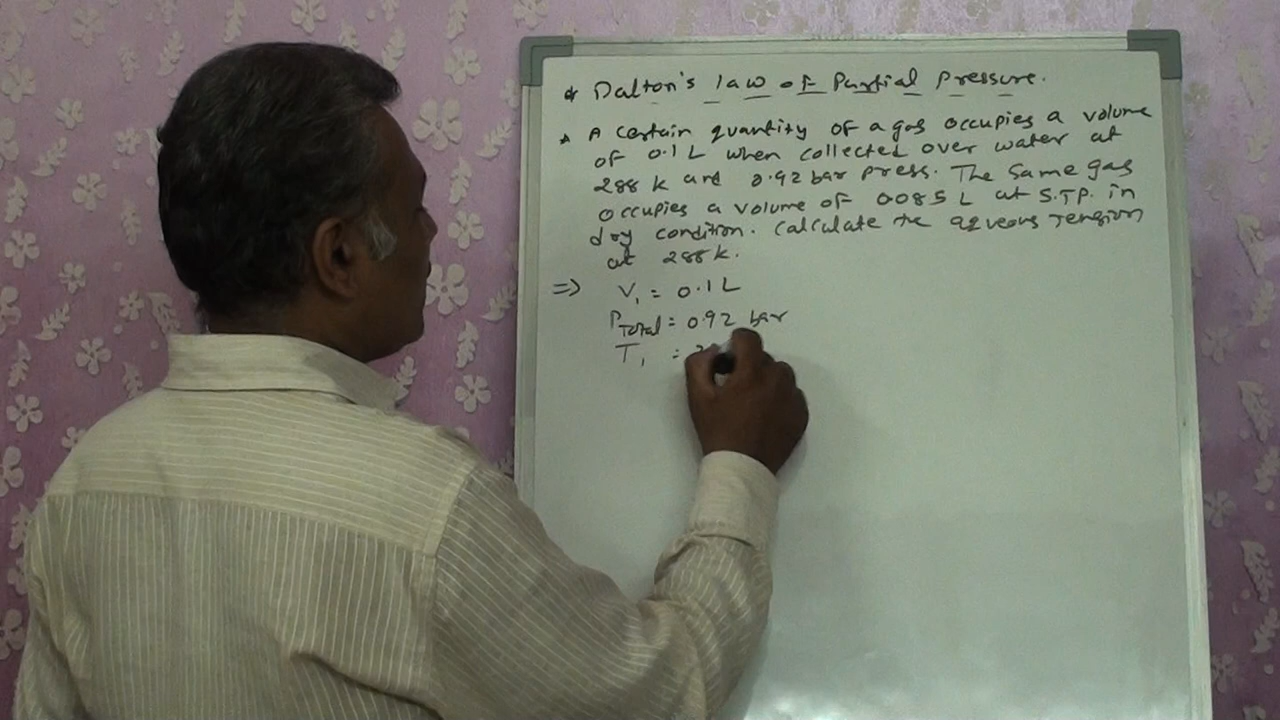 * Dalton's law of Partial Pressure.
* A certain quantity of a gas occupies a volume
of 0.1 L when collected over water at
288 K and 0.92 bar press. The same gas
occupies a volume of 0.085 L at S.T.P. in
dry condition. Calculate the aqueous Tension
at 288 K.
⇒ V₁ = 0.1 L
P Total = 0.92 bar
T₁ = 2